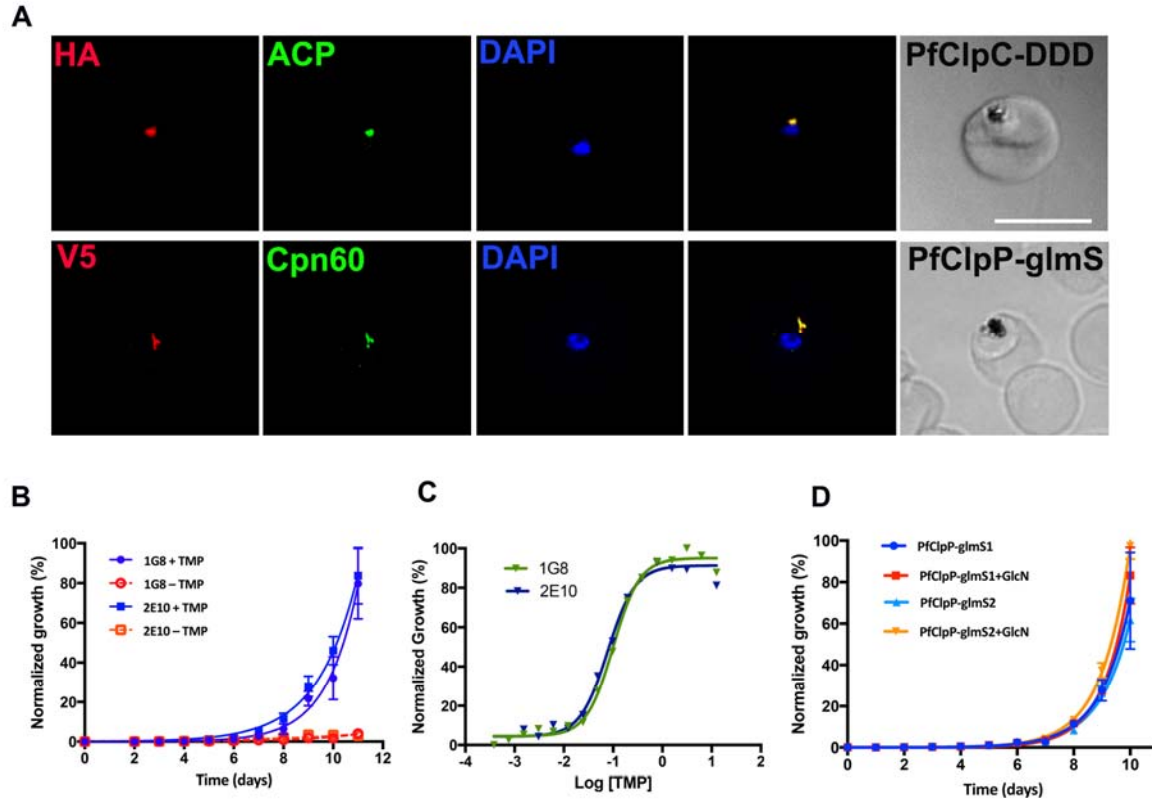 A
HA ACP DAPI PfClpC-DDD
V5 Cpn60 DAPI PfClpP-glmS
B
Normalized growth (%)
100
80
60
40
20
0
0 2 4 6 8 10 12
Time (days)
1G8 + TMP
1G8 – TMP
2E10 + TMP
2E10 – TMP
C
Normalized Growth (%)
100
80
60
40
20
0
-4 -3 -2 -1 0 1 2
Log [TMP]
1G8
2E10
D
Normalized growth (%)
100
80
60
40
20
0
0 2 4 6 8 10
Time (days)
PfClpP-glmS1
PfClpP-glmS1+GlcN
PfClpP-glmS2
PfClpP-glmS2+GlcN